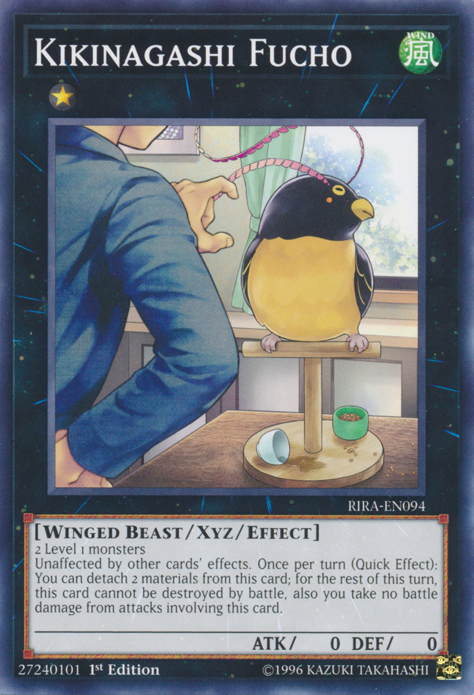 KIKINAGASHI FUCHO
WIND
風
RIRA-EN094
[WINGED BEAST/XYZ/EFFECT]
2 Level 1 monsters
Unaffected by other cards' effects. Once per turn (Quick Effect):
You can detach 2 materials from this card; for the rest of this turn,
this card cannot be destroyed by battle, also you take no battle
damage from attacks involving this card.
ATK/ 0 DEF/ 0
27240101 1st Edition ©1996 KAZUKI TAKAHASHI